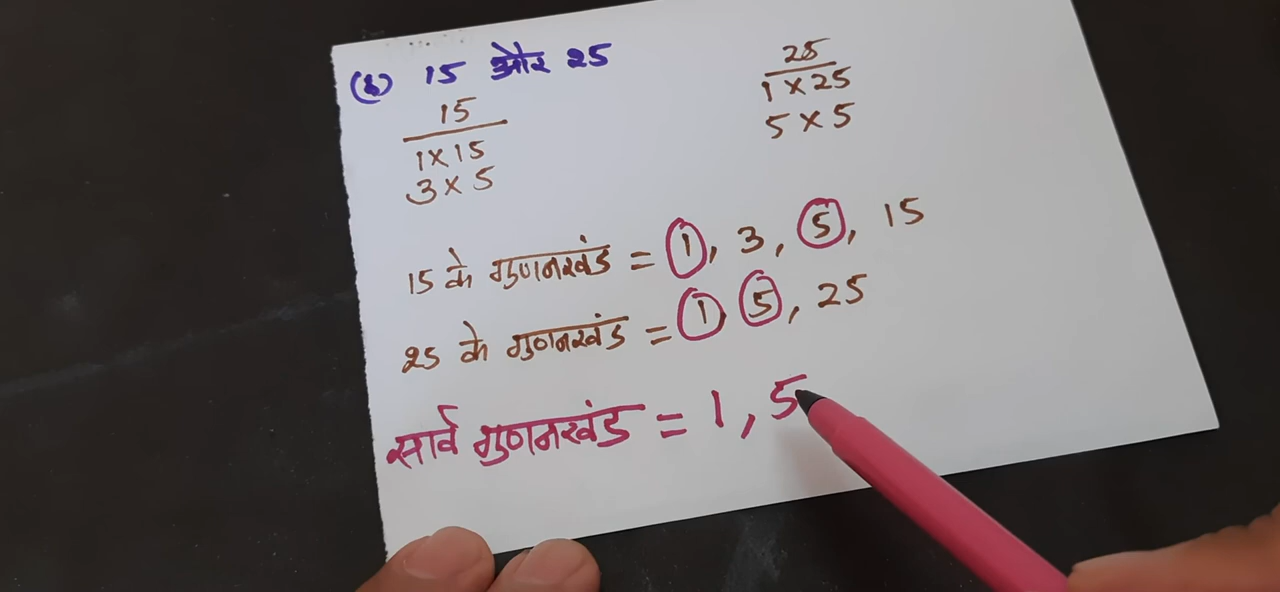 (b) 15 और 25
15
1×15
3×5
25
1×25
5×5
15 के गुणनखंड = 1, 3, 5, 15
25 के गुणनखंड = 1, 5, 25
सार्व गुणनखंड = 1, 5